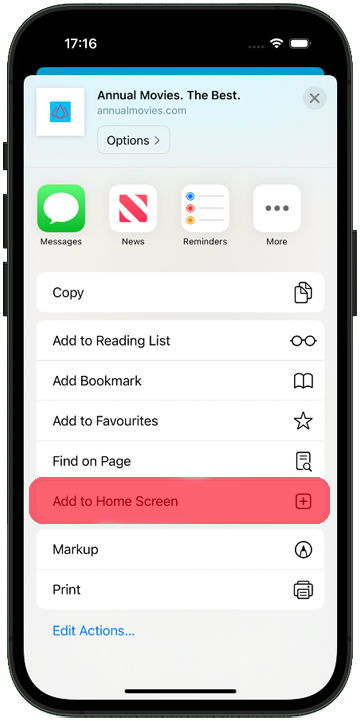 17:16
Annual Movies. The Best.
annualmovies.com
Options
Messages
News
Reminders
More
Copy
Add to Reading List
Add Bookmark
Add to Favourites
Find on Page
Add to Home Screen
Markup
Print
Edit Actions...